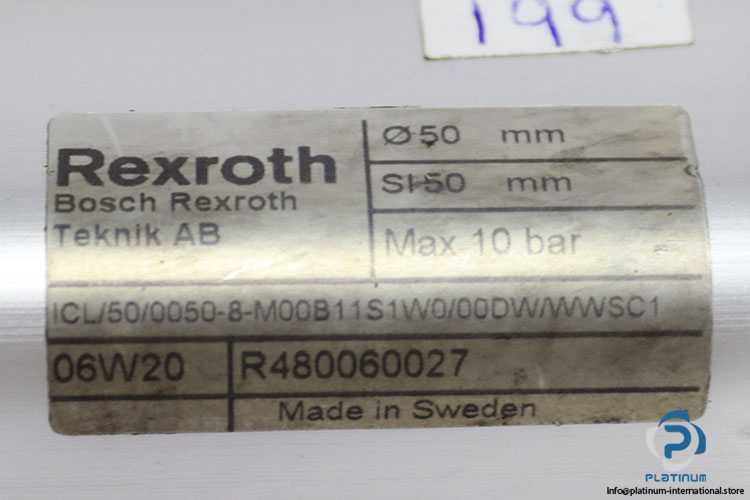 199
Rexroth
Bosch Rexroth
Teknik AB
Ø50 mm
Sl-50 mm
Max 10 bar
ICL/50/0050-8-M00B11S1W0/00DW/WWSC1
06W20
R480060027
Made in Sweden
PLATINUM
Info@platinum-international.store